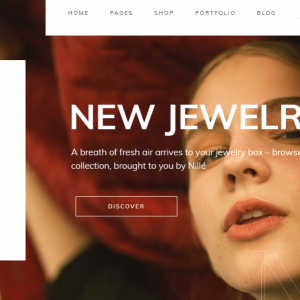 HOME PAGES SHOP PORTFOLIO BLOG
NEW JEWELR
A breath of fresh air arrives to your jewelry box – browse
collection, brought to you by Nillé
DISCOVER